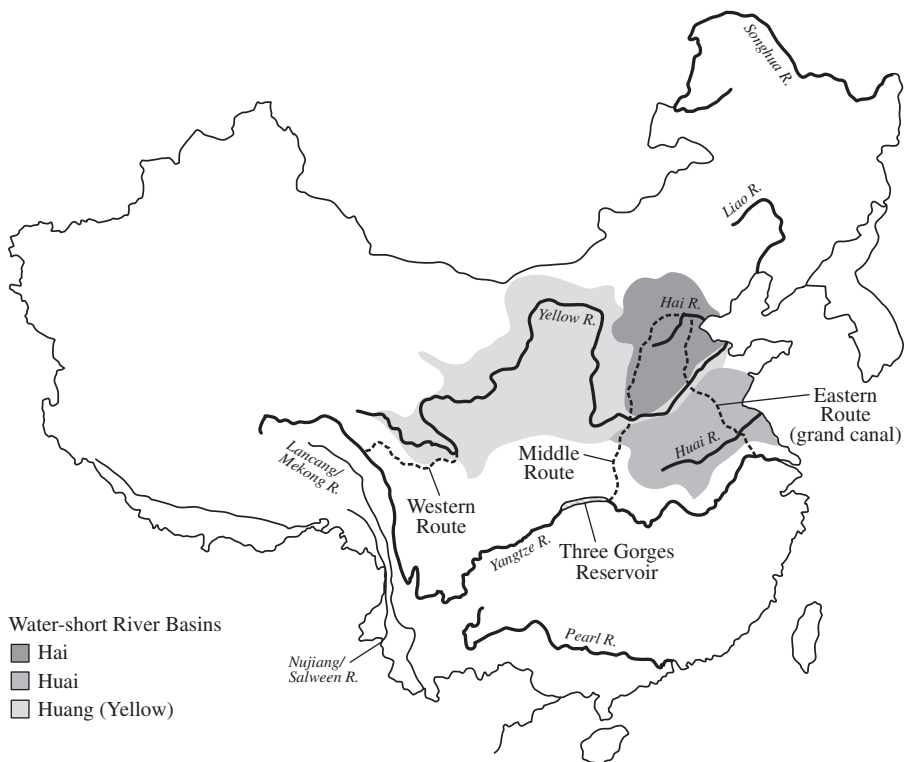 Songhua R.
Liao R.
Hai R.
Yellow R.
Eastern
Route
(grand canal)
Huai R.
Middle
Route
Lancang/
Mekong R.
Western
Route
Yangtze R.
Three Gorges
Reservoir
Pearl R.
Nujiang/
Salween R.
Water-short River Basins
Hai
Huai
Huang (Yellow)